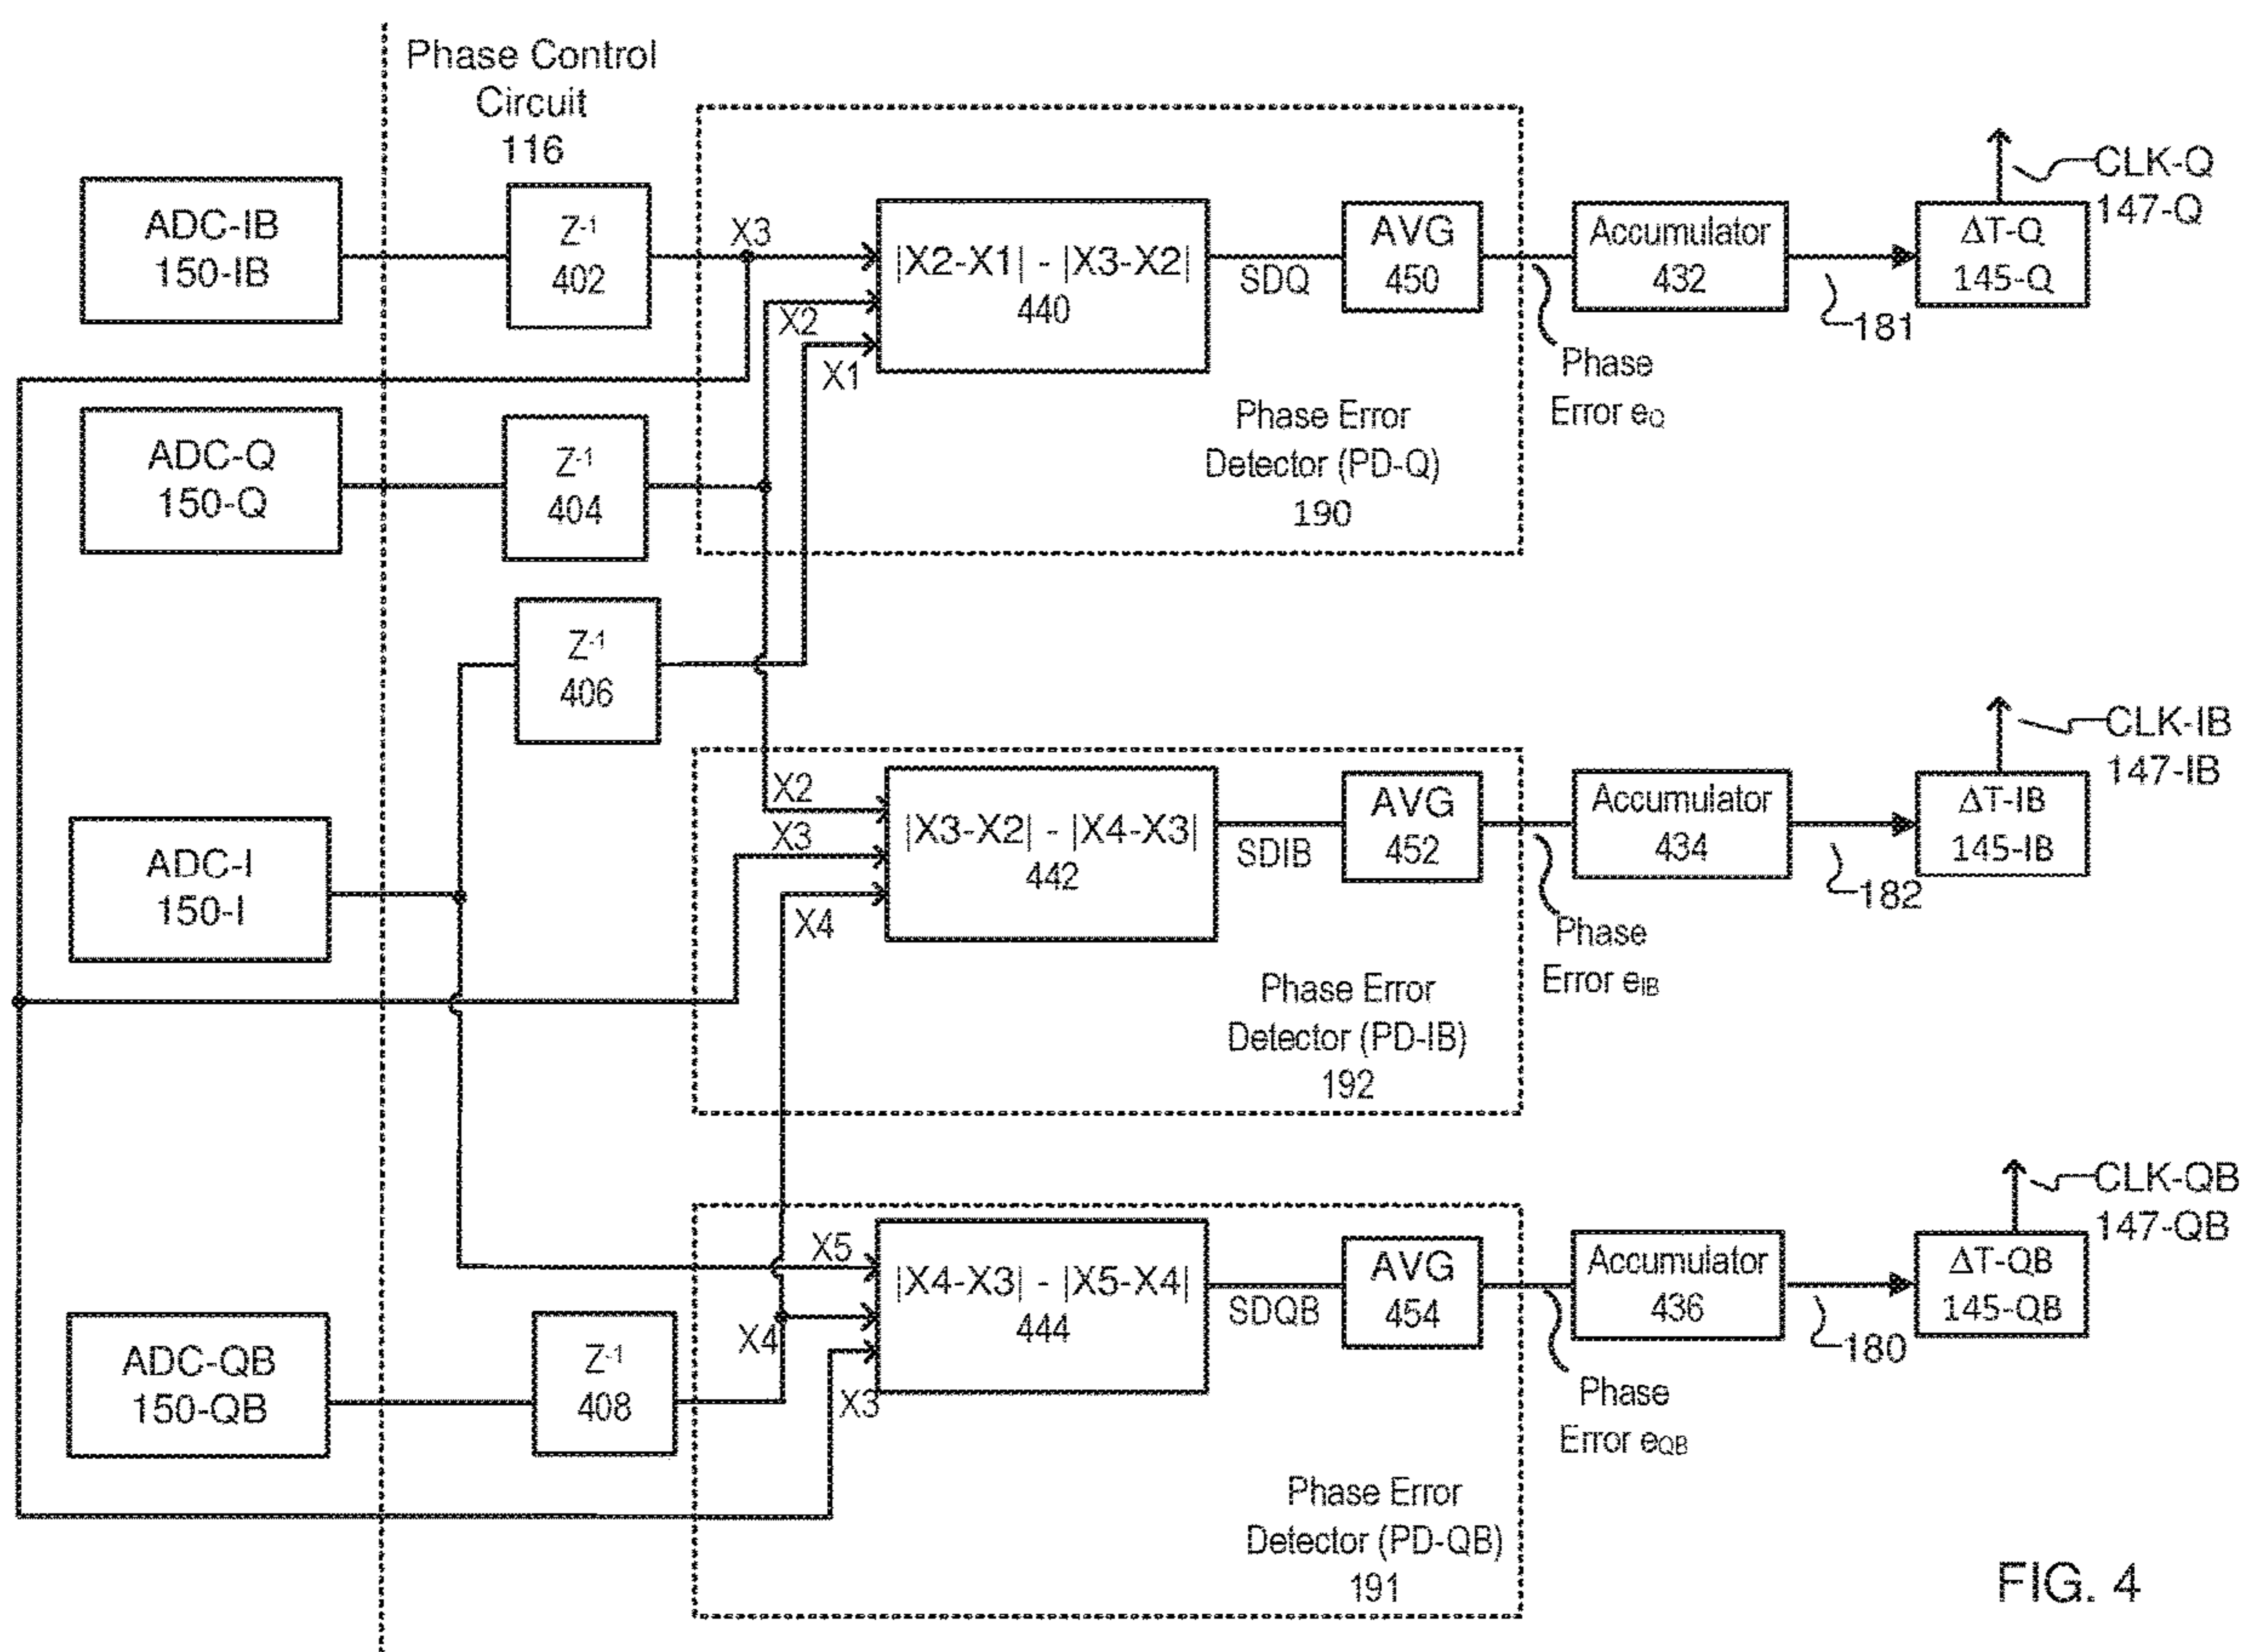 Phase Control
Circuit
116
ADC-IB
150-IB
Z-1
402
X3
X2
X1
|X2-X1| - |X3-X2|
440
SDQ
AVG
450
Accumulator
432
181
ΔT-Q
145-Q
CLK-Q
147-Q
Phase
Error eQ
Phase Error
Detector (PD-Q)
190
ADC-Q
150-Q
Z-1
404
Z-1
406
ADC-I
150-I
X2
X3
X4
|X3-X2| - |X4-X3|
442
SDIB
AVG
452
Accumulator
434
182
ΔT-IB
145-IB
CLK-IB
147-IB
Phase
Error eIB
Phase Error
Detector (PD-IB)
192
ADC-QB
150-QB
Z-1
408
X5
X4
X3
|X4-X3| - |X5-X4|
444
SDQB
AVG
454
Accumulator
436
180
ΔT-QB
145-QB
CLK-QB
147-QB
Phase
Error eQB
Phase Error
Detector (PD-QB)
191
FIG. 4